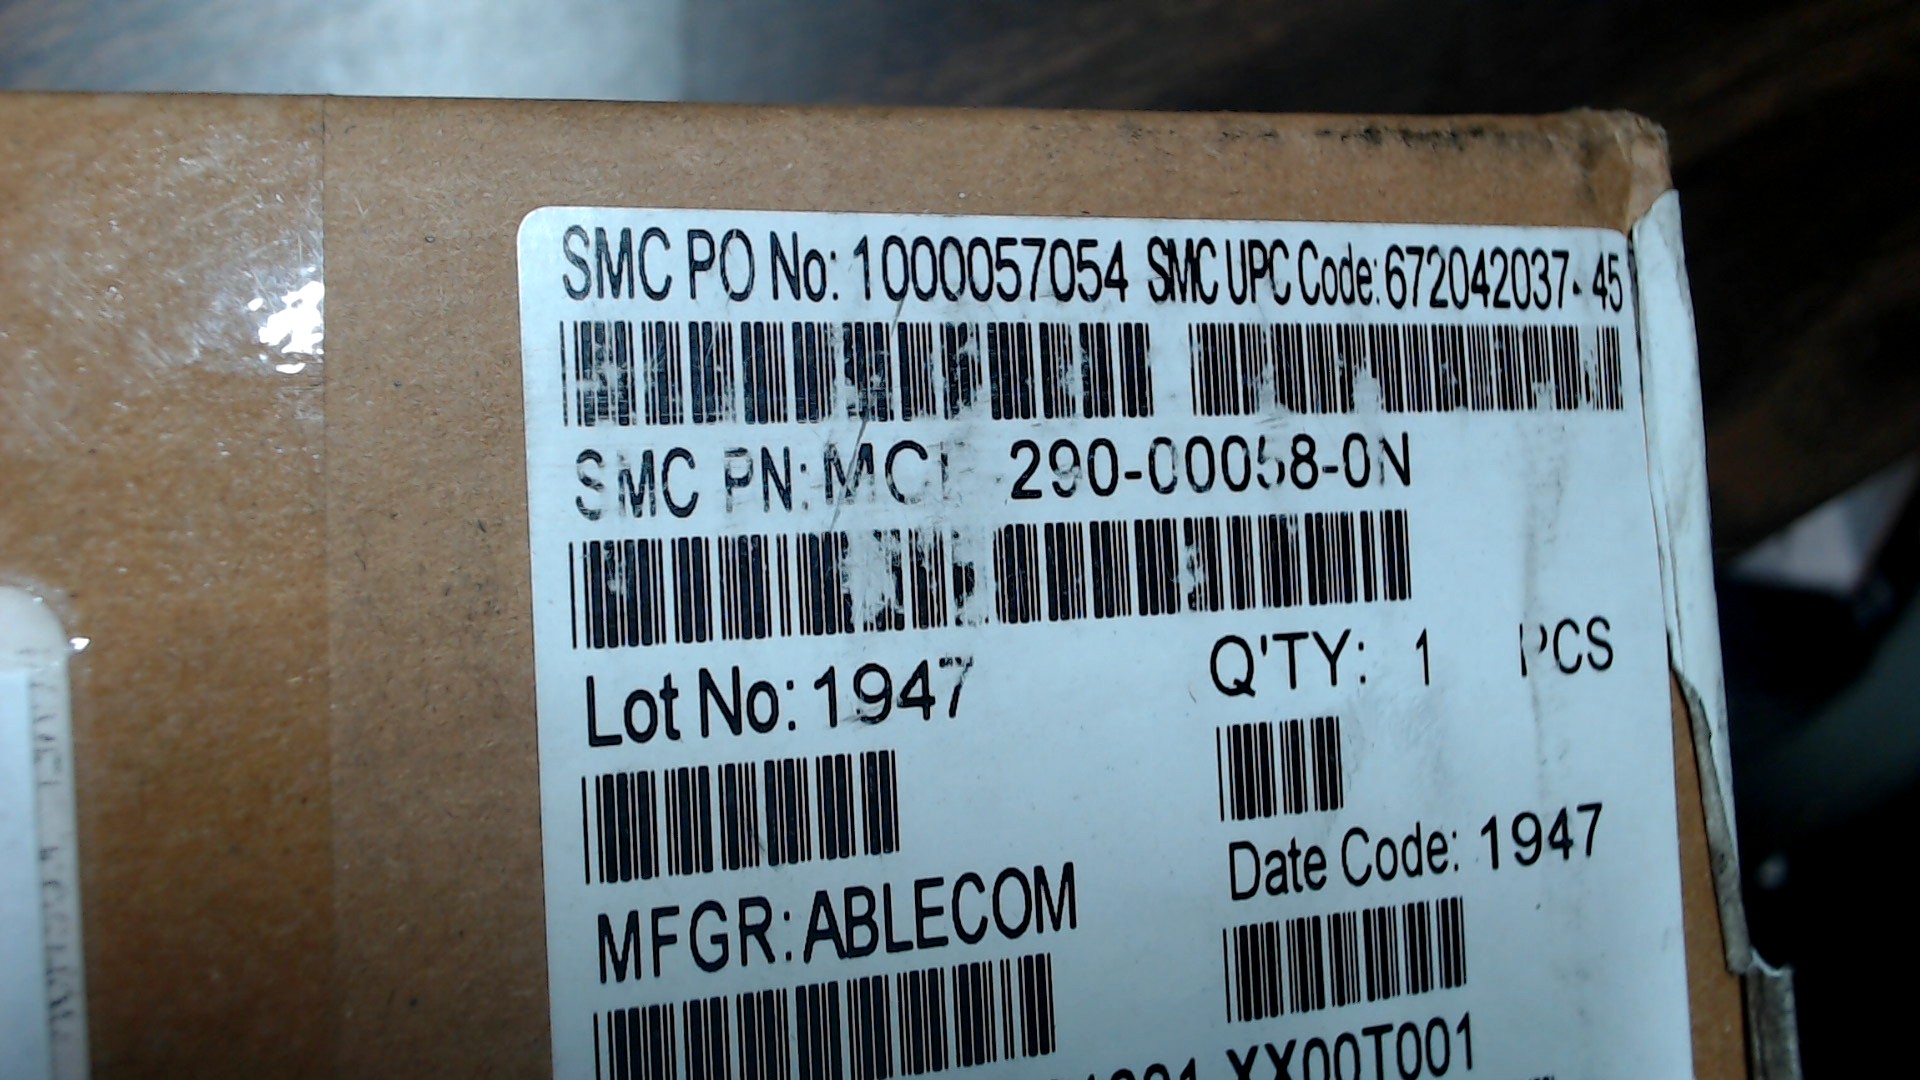 SMC PO No: 1000057054 SMC UPC Code: 672042037-45
SMC PN: 290-00058-0N
Lot No: 1947 Q'TY: 1 PCS
Date Code: 1947
MFGR: ABLECOM
XX00T001